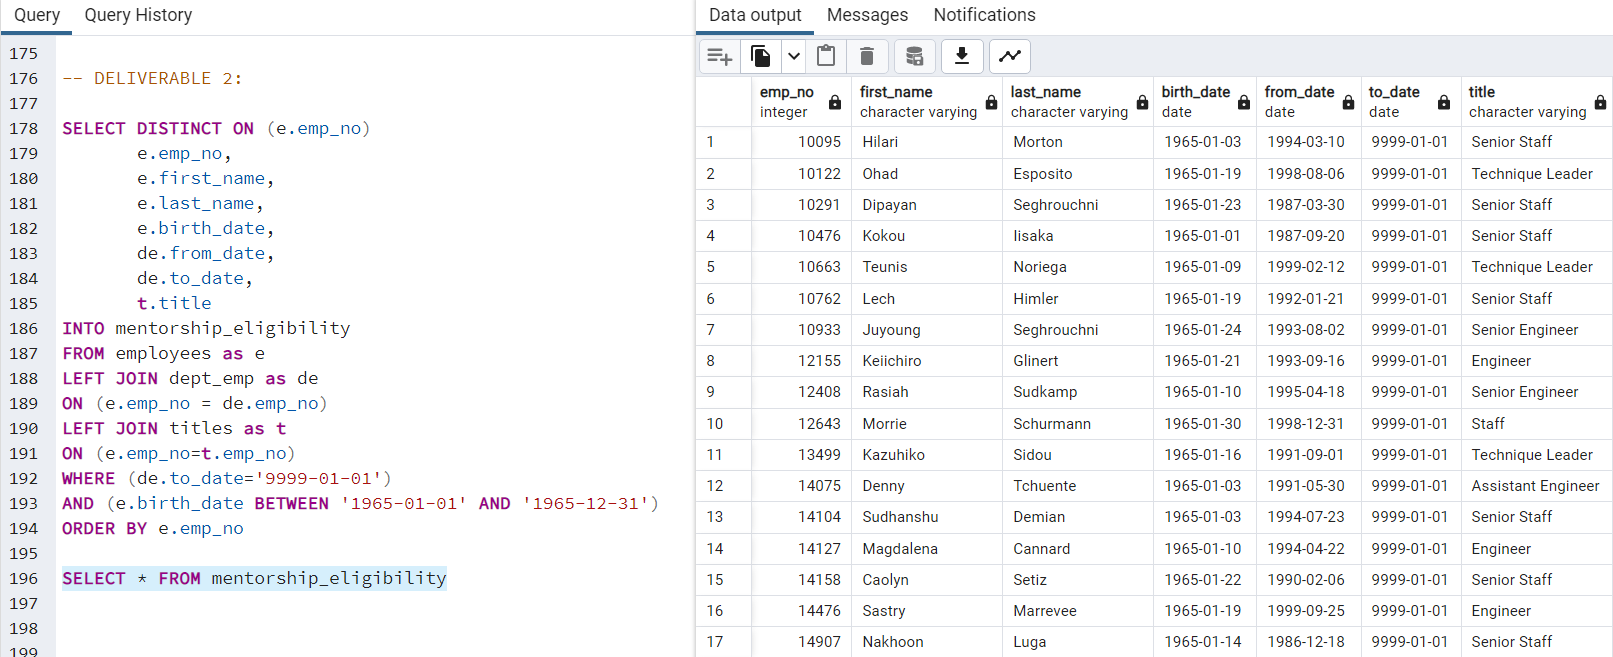 Query Query History
175
176 -- DELIVERABLE 2:
177
178 SELECT DISTINCT ON (e.emp_no)
179 e.emp_no,
180 e.first_name,
181 e.last_name,
182 e.birth_date,
183 de.from_date,
184 de.to_date,
185 t.title
186 INTO mentorship_eligibility
187 FROM employees as e
188 LEFT JOIN dept_emp as de
189 ON (e.emp_no = de.emp_no)
190 LEFT JOIN titles as t
191 ON (e.emp_no=t.emp_no)
192 WHERE (de.to_date='9999-01-01')
193 AND (e.birth_date BETWEEN '1965-01-01' AND '1965-12-31')
194 ORDER BY e.emp_no
195
196 SELECT * FROM mentorship_eligibility
197
198
199
Data output Messages Notifications
emp_no first_name last_name birth_date from_date to_date title
integer character varying character varying date date date character varying
1 10095 Hilari Morton 1965-01-03 1994-03-10 9999-01-01 Senior Staff
2 10122 Ohad Esposito 1965-01-19 1998-08-06 9999-01-01 Technique Leader
3 10291 Dipayan Seghrouchni 1965-01-23 1987-03-30 9999-01-01 Senior Staff
4 10476 Kokou Iisaka 1965-01-01 1987-09-20 9999-01-01 Senior Staff
5 10663 Teunis Noriega 1965-01-09 1999-02-12 9999-01-01 Technique Leader
6 10762 Lech Himler 1965-01-19 1992-01-21 9999-01-01 Senior Staff
7 10933 Juyoung Seghrouchni 1965-01-24 1993-08-02 9999-01-01 Senior Engineer
8 12155 Keiichiro Glinert 1965-01-21 1993-09-16 9999-01-01 Engineer
9 12408 Rasiah Sudkamp 1965-01-10 1995-04-18 9999-01-01 Senior Engineer
10 12643 Morrie Schurmann 1965-01-30 1998-12-31 9999-01-01 Staff
11 13499 Kazuhiko Sidou 1965-01-16 1991-09-01 9999-01-01 Technique Leader
12 14075 Denny Tchuente 1965-01-03 1991-05-30 9999-01-01 Assistant Engineer
13 14104 Sudhanshu Demian 1965-01-03 1994-07-23 9999-01-01 Senior Staff
14 14127 Magdalena Cannard 1965-01-10 1994-04-22 9999-01-01 Engineer
15 14158 Caolyn Setiz 1965-01-22 1990-02-06 9999-01-01 Senior Staff
16 14476 Sastry Marrevee 1965-01-19 1999-09-25 9999-01-01 Engineer
17 14907 Nakhoon Luga 1965-01-14 1986-12-18 9999-01-01 Senior Staff